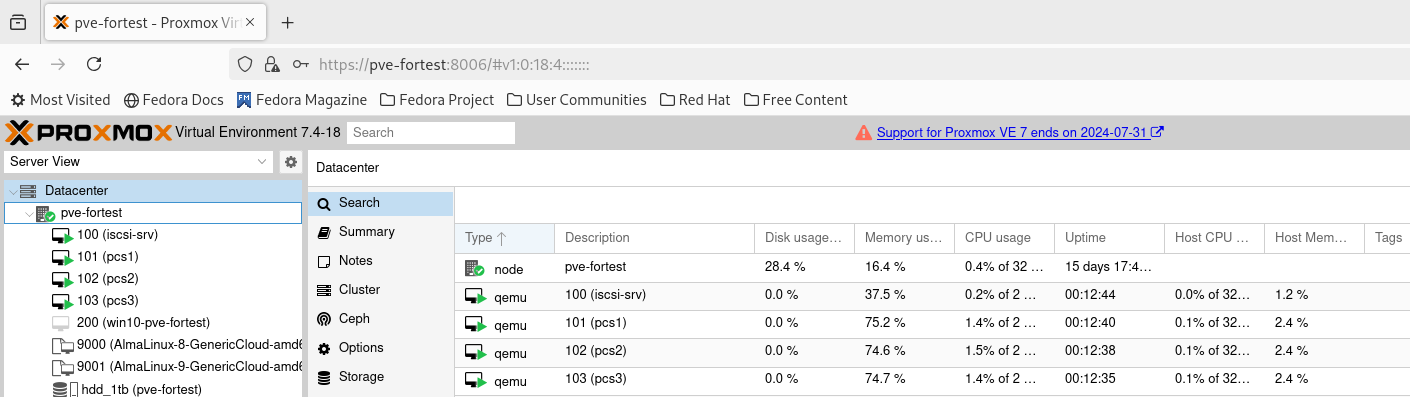 pve-fortest - Proxmox Vir
https://pve-fortest:8006/#v1:0:18:4:::::::
Most Visited Fedora Docs Fedora Magazine Fedora Project User Communities Red Hat Free Content
PROXMOX Virtual Environment 7.4-18 Search Support for Proxmox VE 7 ends on 2024-07-31
Server View
Datacenter
pve-fortest
100 (iscsi-srv)
101 (pcs1)
102 (pcs2)
103 (pcs3)
200 (win10-pve-fortest)
9000 (AlmaLinux-8-GenericCloud-amd6
9001 (AlmaLinux-9-GenericCloud-amd6
hdd_1tb (pve-fortest)
Datacenter
Search
Summary
Notes
Cluster
Ceph
Options
Storage
Type Description Disk usage... Memory us... CPU usage Uptime Host CPU ... Host Mem... Tags
node pve-fortest 28.4 % 16.4 % 0.4% of 32 ... 15 days 17:4...
qemu 100 (iscsi-srv) 0.0 % 37.5 % 0.2% of 2 ... 00:12:44 0.0% of 32... 1.2 %
qemu 101 (pcs1) 0.0 % 75.2 % 1.4% of 2 ... 00:12:40 0.1% of 32... 2.4 %
qemu 102 (pcs2) 0.0 % 74.6 % 1.5% of 2 ... 00:12:38 0.1% of 32... 2.4 %
qemu 103 (pcs3) 0.0 % 74.7 % 1.4% of 2 ... 00:12:35 0.1% of 32... 2.4 %